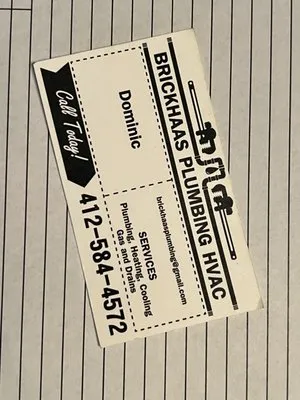 BRICKHAAS PLUMBING HVAC
Dominic
brickhaasplumbing@gmail.com
SERVICES
Plumbing, Heating, Cooling
Gas and Drains
Call Today!
412-584-4572